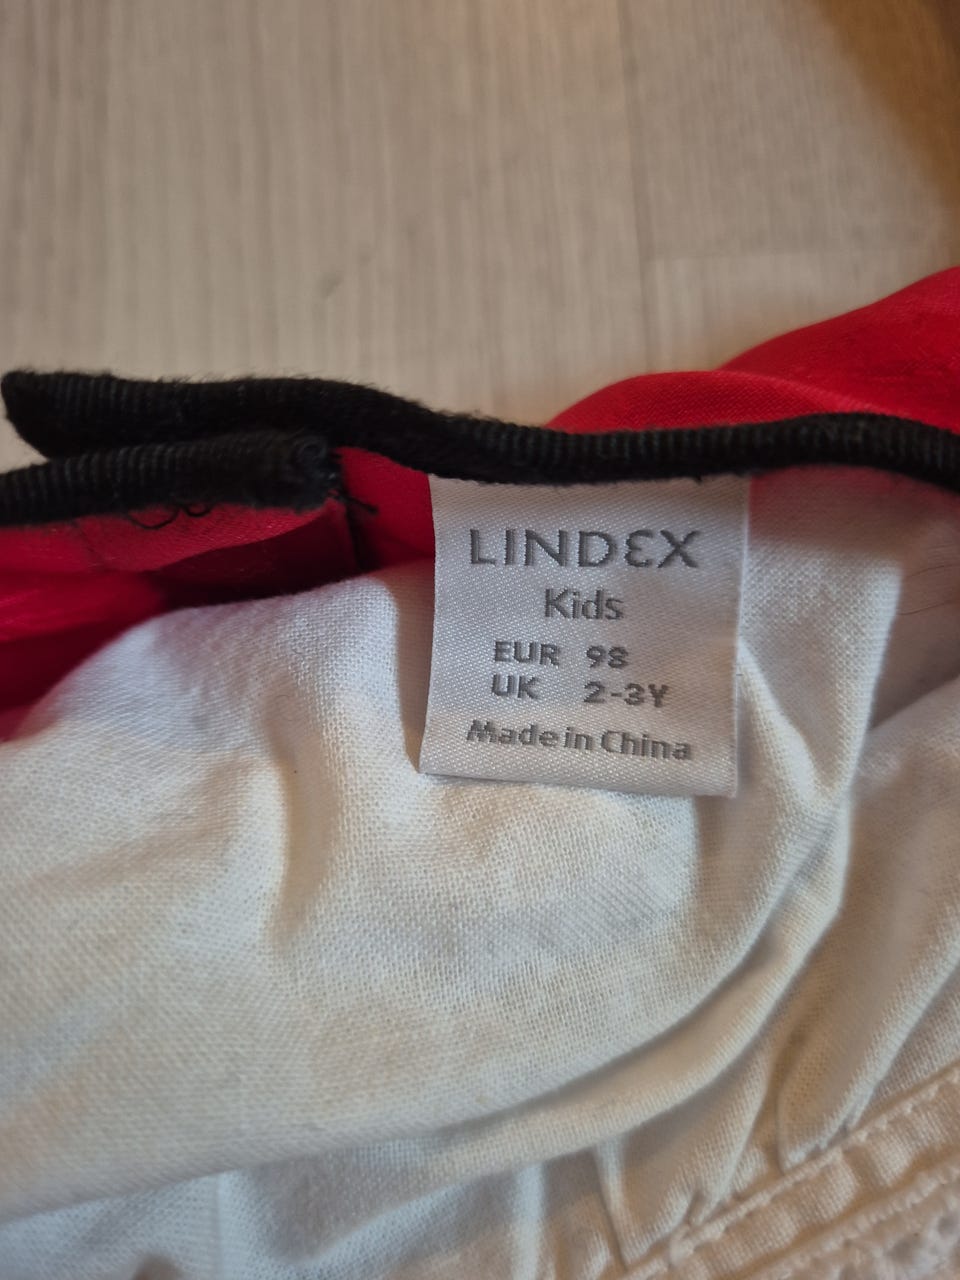 LINDEX
Kids
EUR 98
UK 2-3Y
Made in China